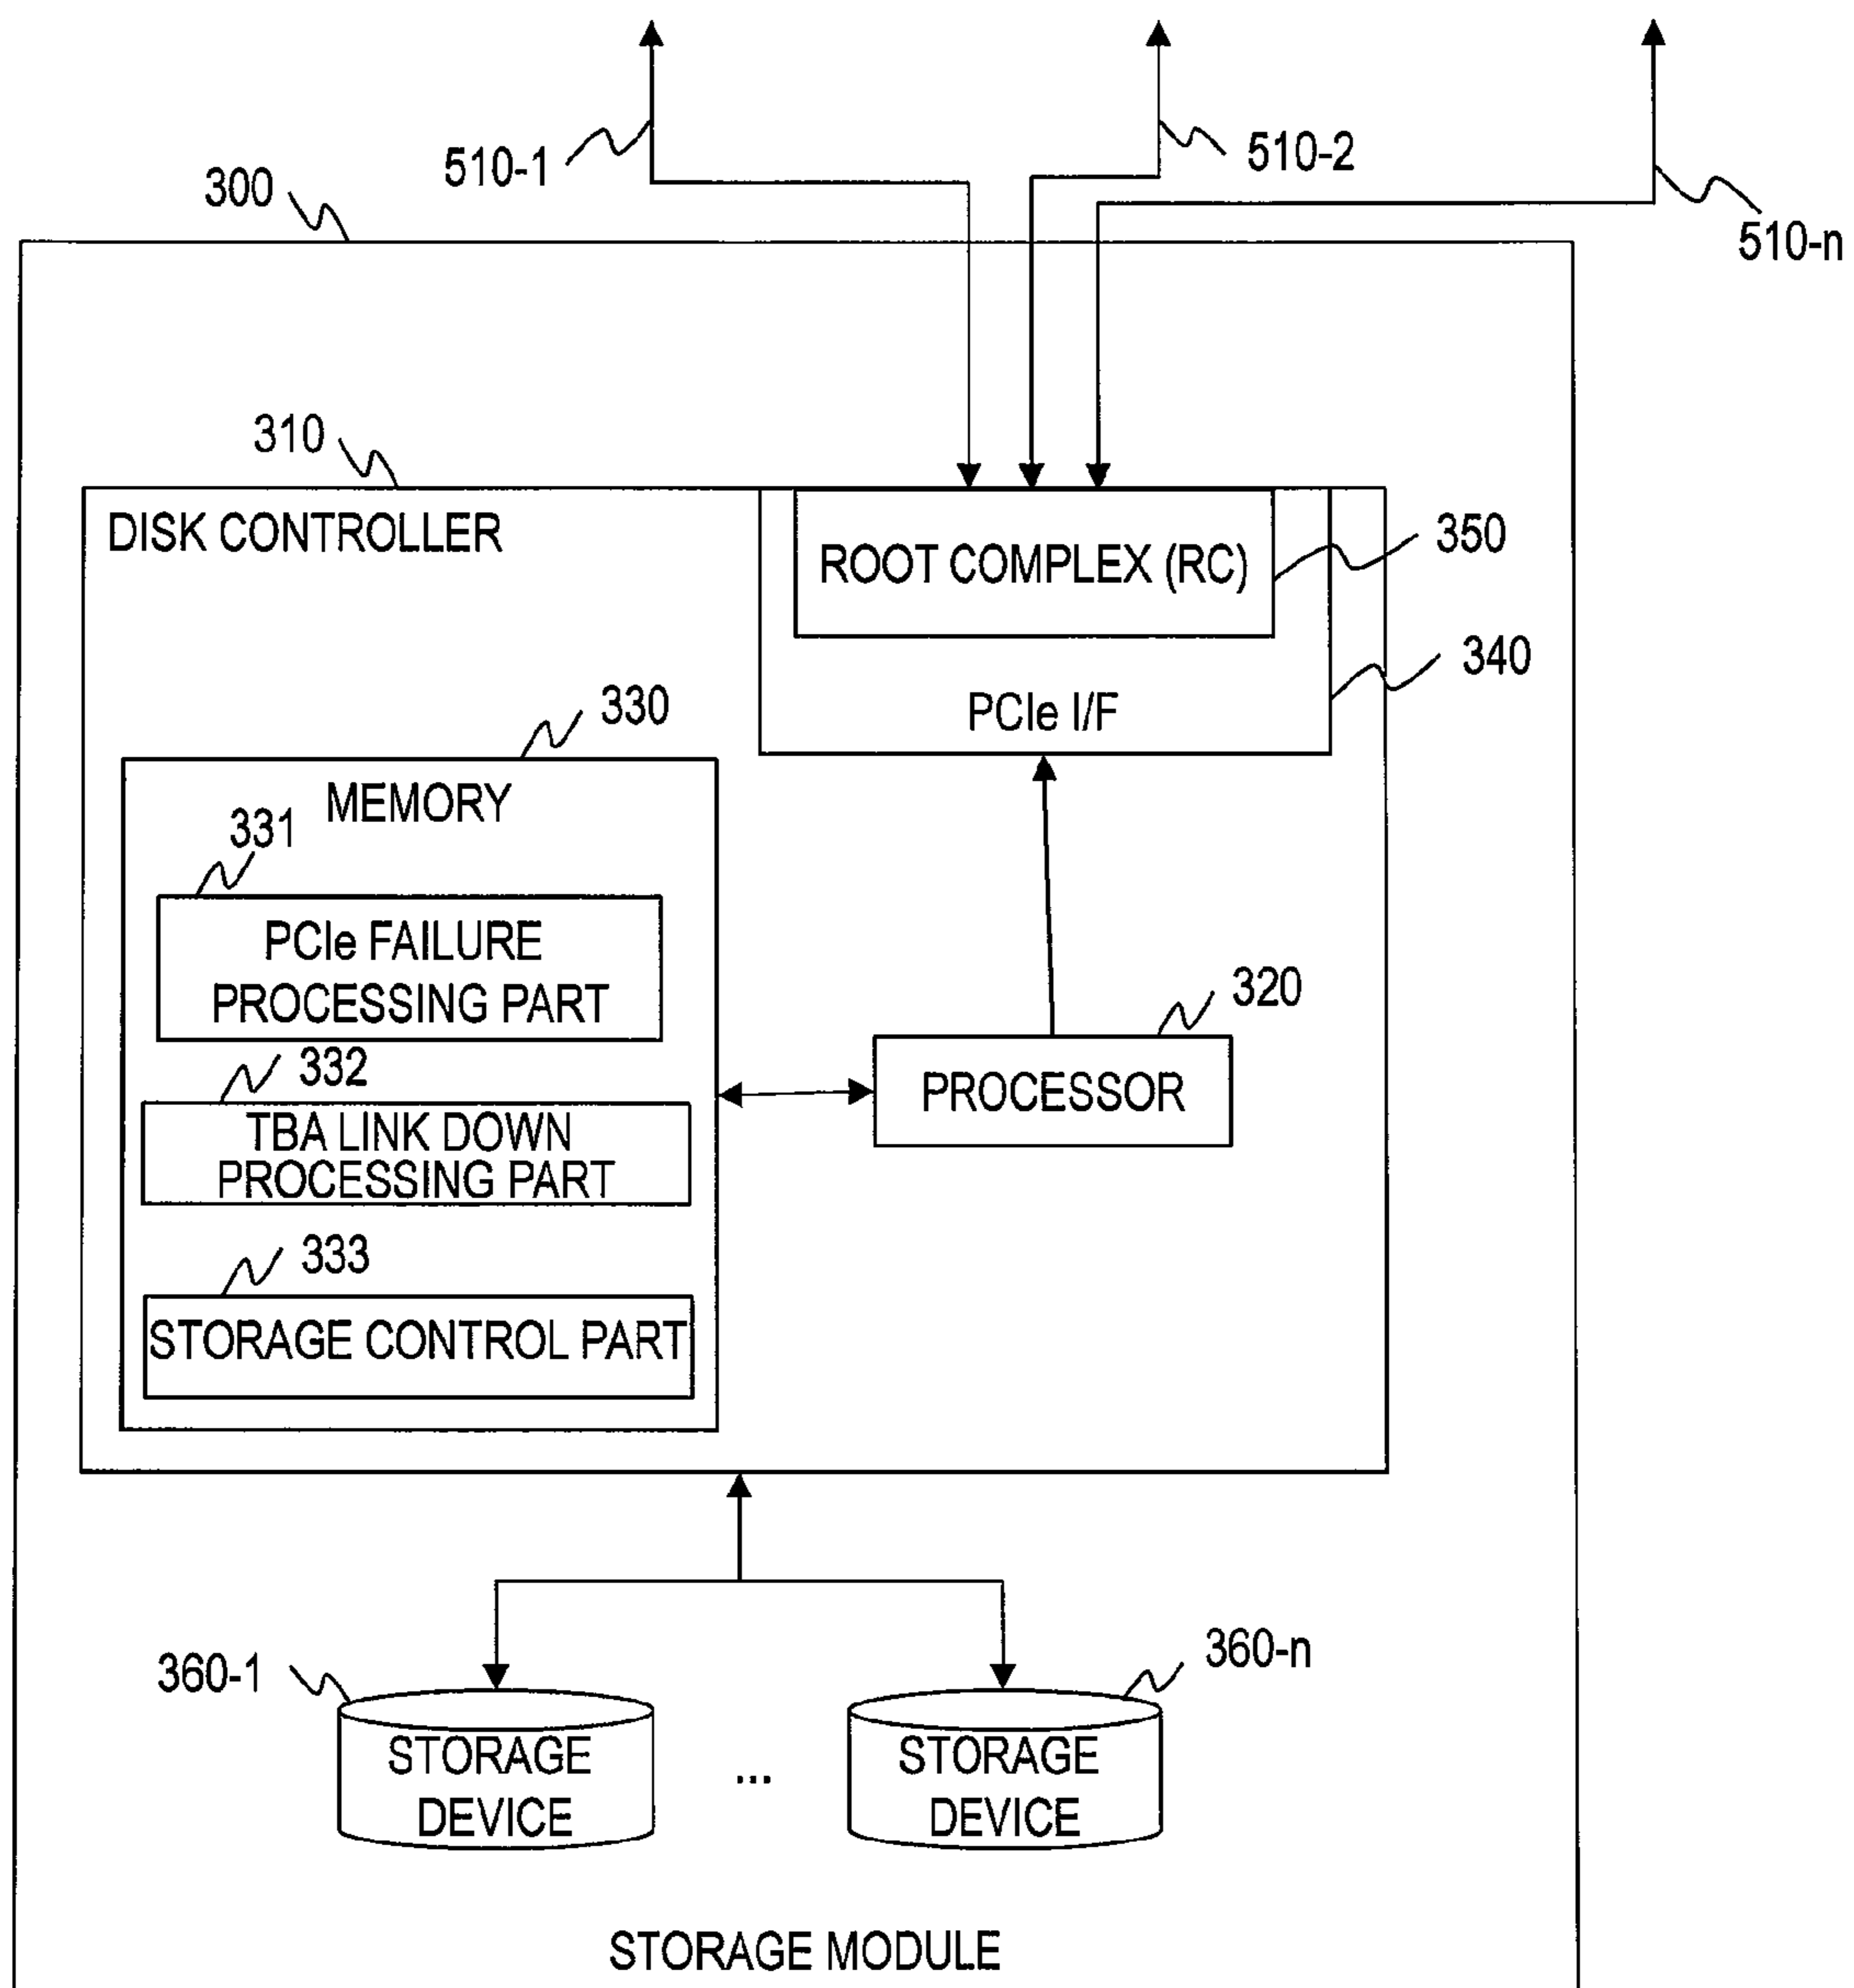 510-1
510-2
510-n
300
310
DISK CONTROLLER
ROOT COMPLEX (RC)
350
340
PCIe I/F
330
MEMORY
331
PCIe FAILURE
PROCESSING PART
320
PROCESSOR
332
TBA LINK DOWN
PROCESSING PART
333
STORAGE CONTROL PART
360-1
360-n
STORAGE
DEVICE
...
STORAGE
DEVICE
STORAGE MODULE